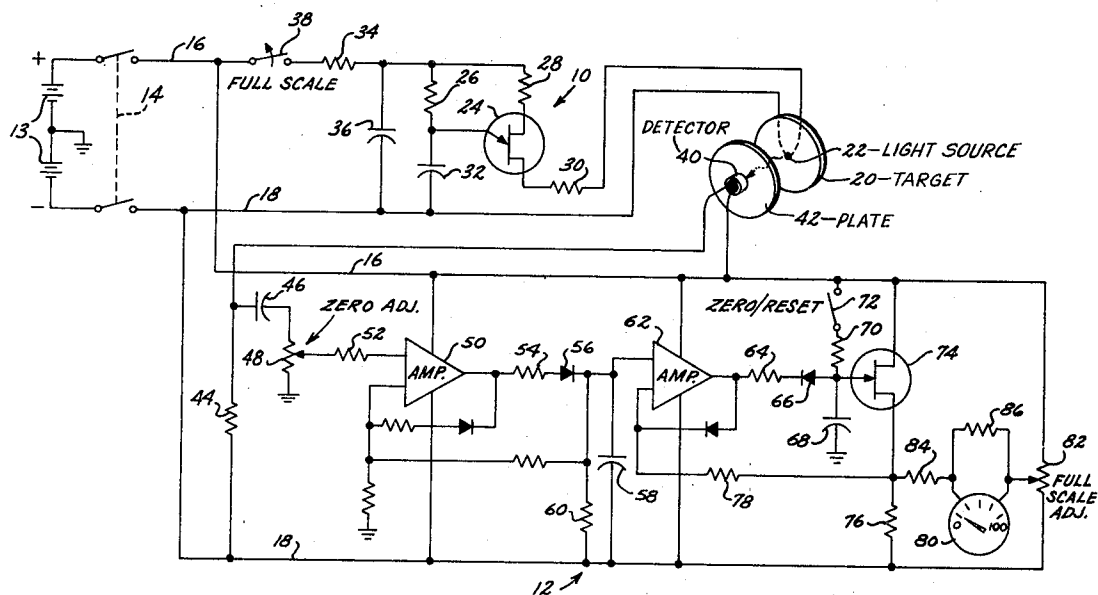 + 16 38 34 28 10
FULL SCALE 26
13 14 36 24 DETECTOR
40 22-LIGHT SOURCE
32 30 20-TARGET
- 18 42-PLATE
16
46 ZERO ADJ. ZERO/RESET 72
62 70
48 52 50 54 56 64 74
AMP. AMP.
44 66 86
68 84 82
58 78 FULL
SCALE
ADJ.
60 76 0 100
18 80
12